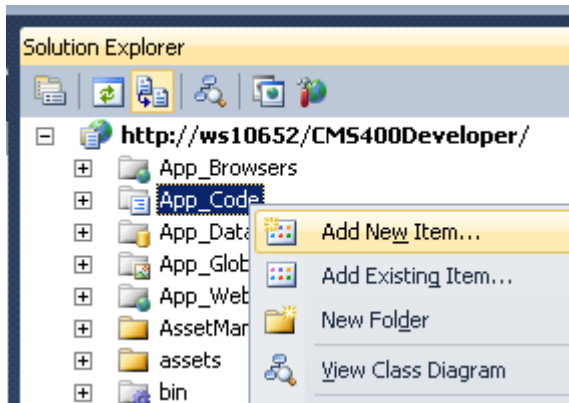 Solution Explorer
http://ws10652/CMS400Developer/
App_Browsers
App_Code
Add New Item...
App_Data
App_Glob
Add Existing Item...
App_Web
New Folder
AssetMar
assets
View Class Diagram
bin